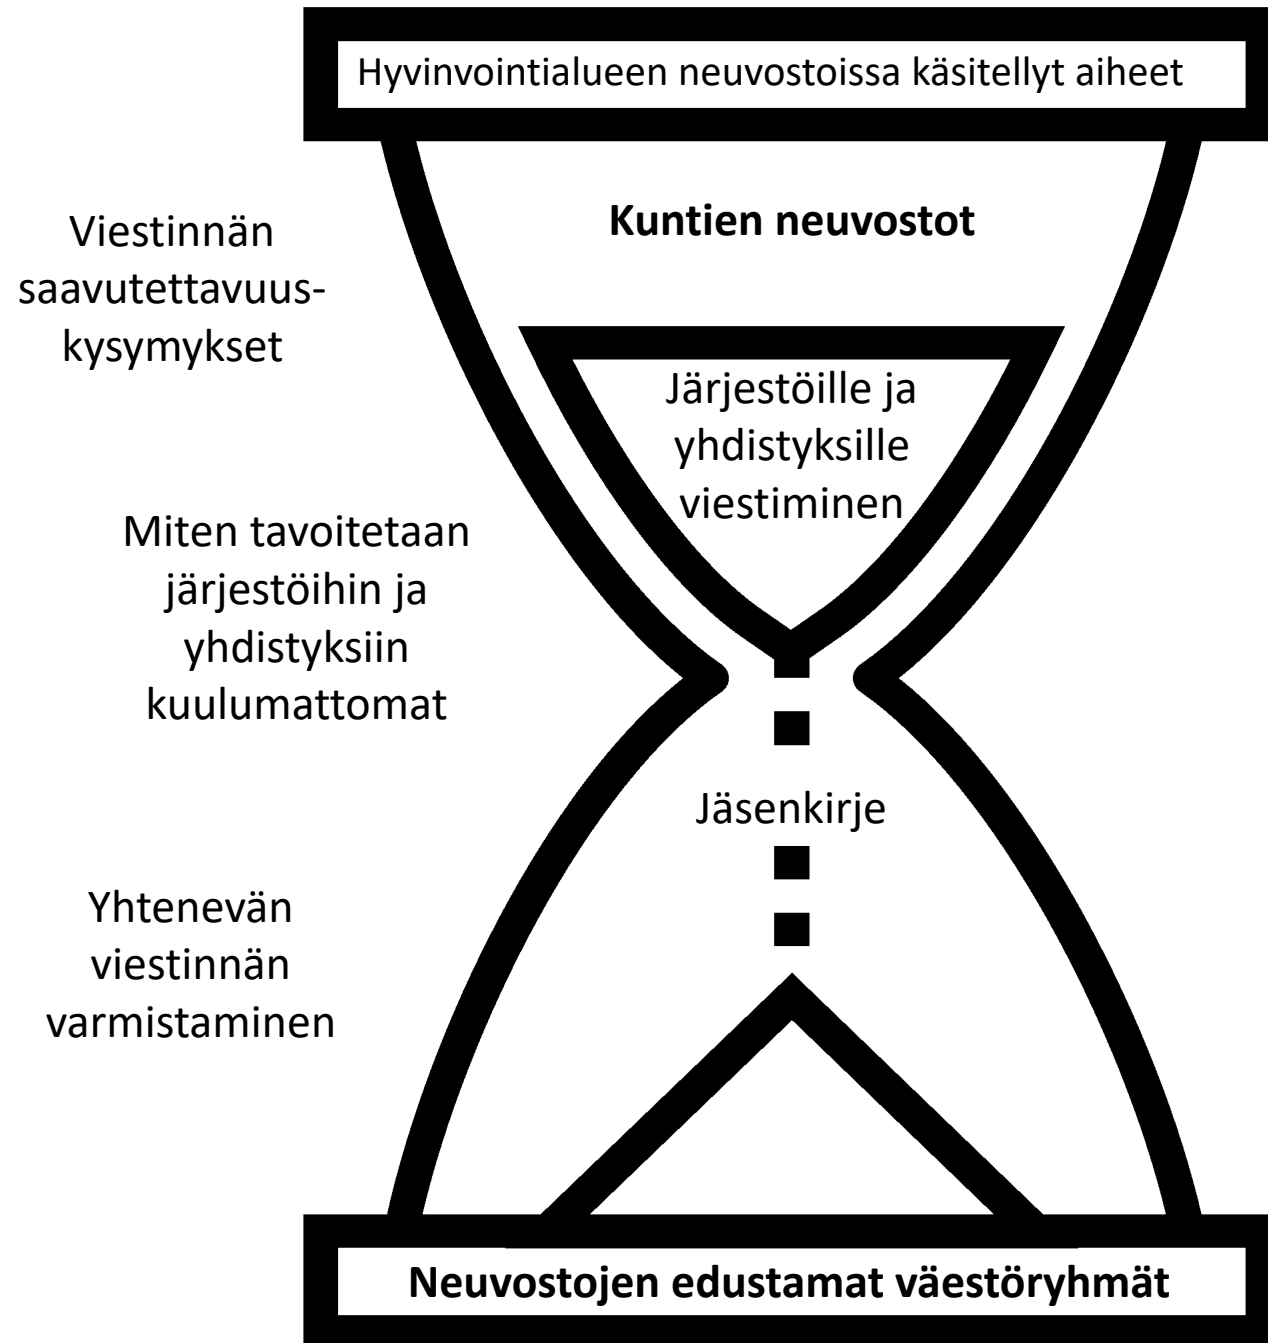 Hyvinvointialueen neuvostoissa käsitellyt aiheet
Kuntien neuvostot
Viestinnän
saavutettavuus-
kysymykset
Järjestöille ja
yhdistyksille
viestiminen
Miten tavoitetaan
järjestöihin ja
yhdistyksiin
kuulumattomat
Jäsenkirje
Yhtenevän
viestinnän
varmistaminen
Neuvostojen edustamat väestöryhmät